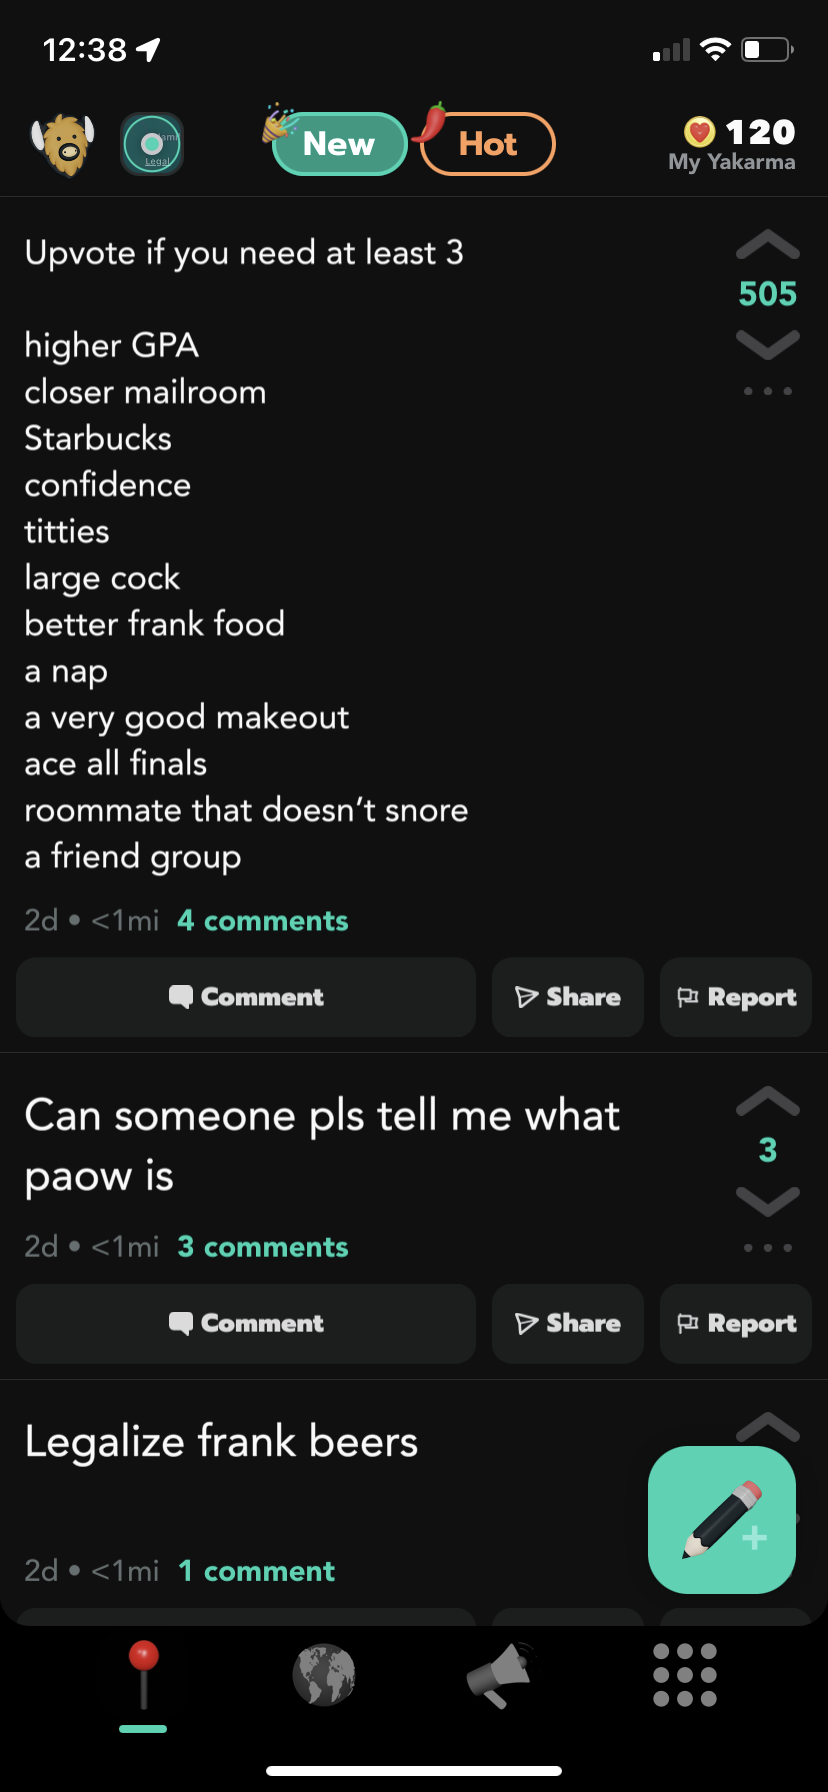 12:38
New
Hot
120
My Yakarma
Legal
Upvote if you need at least 3
505
higher GPA
closer mailroom
Starbucks
confidence
titties
large cock
better frank food
a nap
a very good makeout
ace all finals
roommate that doesn’t snore
a friend group
2d • <1mi 4 comments
Comment
Share
Report
Can someone pls tell me what
paow is
3
2d • <1mi 3 comments
Comment
Share
Report
Legalize frank beers
2d • <1mi 1 comment